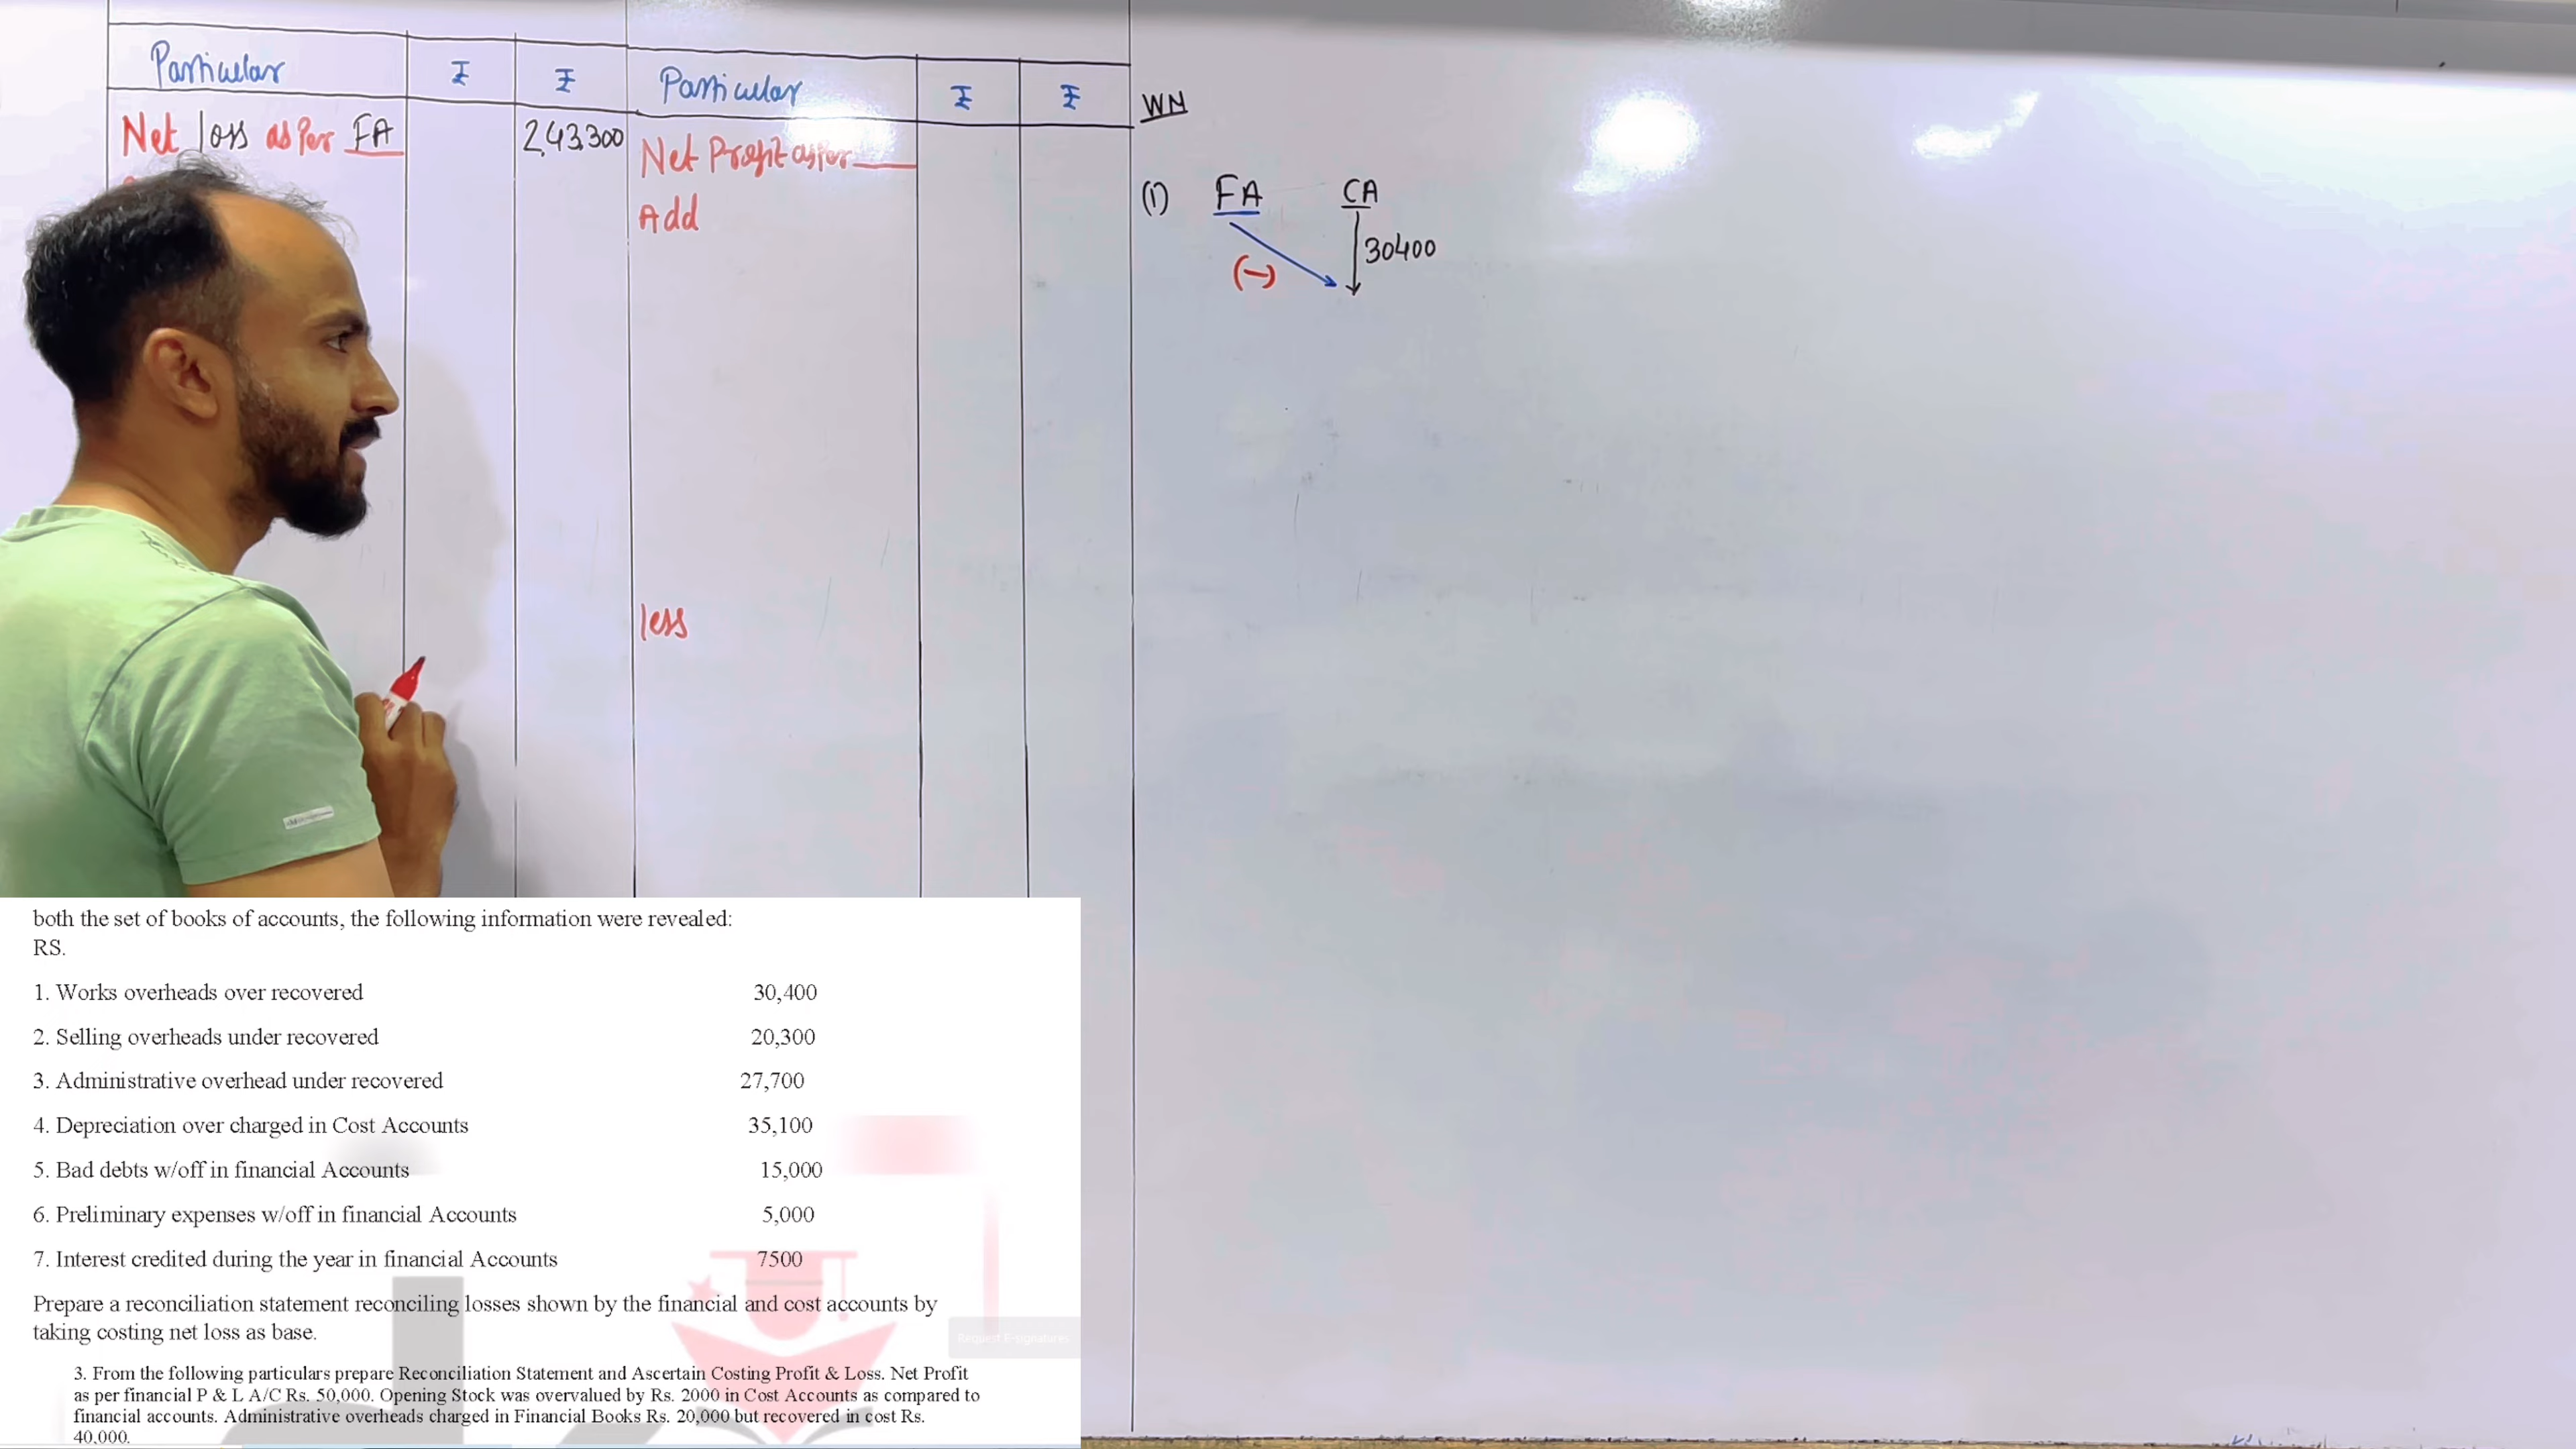 Particular ₹ ₹ Particular ₹ ₹
Net loss as Per FA 2,43,300 Net Profit as per
Add
less
WN
(1) FA CA
30400
(-)
both the set of books of accounts, the following information were revealed:
RS.
1. Works overheads over recovered 30,400
2. Selling overheads under recovered 20,300
3. Administrative overhead under recovered 27,700
4. Depreciation over charged in Cost Accounts 35,100
5. Bad debts w/off in financial Accounts 15,000
6. Preliminary expenses w/off in financial Accounts 5,000
7. Interest credited during the year in financial Accounts 7500
Prepare a reconciliation statement reconciling losses shown by the financial and cost accounts by
taking costing net loss as base.
Request E-signatures
3. From the following particulars prepare Reconciliation Statement and Ascertain Costing Profit & Loss. Net Profit
as per financial P & L A/C Rs. 50,000. Opening Stock was overvalued by Rs. 2000 in Cost Accounts as compared to
financial accounts. Administrative overheads charged in Financial Books Rs. 20,000 but recovered in cost Rs.
40,000.